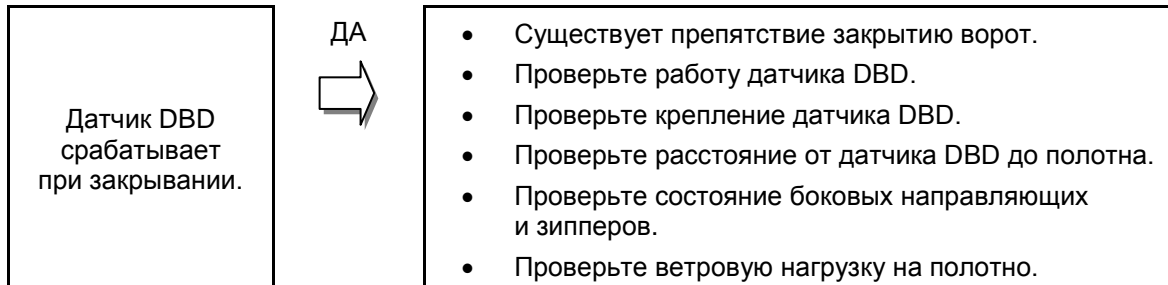 Датчик DBD
срабатывает
при закрывании.
ДА
• Существует препятствие закрытию ворот.
• Проверьте работу датчика DBD.
• Проверьте крепление датчика DBD.
• Проверьте расстояние от датчика DBD до полотна.
• Проверьте состояние боковых направляющих
и зипперов.
• Проверьте ветровую нагрузку на полотно.